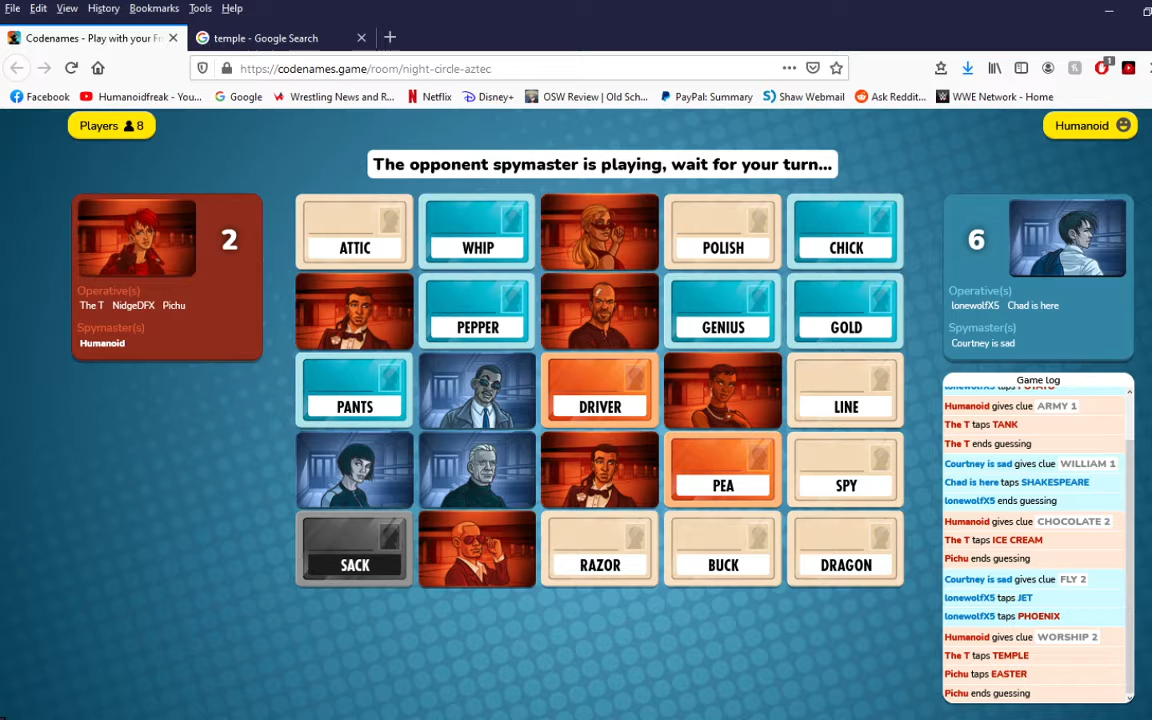 File Edit View History Bookmarks Tools Help
Codenames - Play with your Fr
temple - Google Search
https://codenames.game/room/night-circle-aztec
1
Facebook Humanoidfreak - You... Google Wrestling News and R... Netflix Disney+ OSW Review | Old Sch... PayPal: Summary Shaw Webmail Ask Reddit... WWE Network - Home
Players 8
Humanoid
The opponent spymaster is playing, wait for your turn...
2
Operative(s)
The T NidgeDFX Pichu
Spymaster(s)
Humanoid
ATTIC WHIP POLISH CHICK
PEPPER GENIUS GOLD
PANTS DRIVER LINE
PEA SPY
SACK RAZOR BUCK DRAGON
6
Operative(s)
lonewolfX5 Chad is here
Spymaster(s)
Courtney is sad
Game log
lonewolfX5 taps POTATO
Humanoid gives clue ARMY 1
The T taps TANK
The T ends guessing
Courtney is sad gives clue WILLIAM 1
Chad is here taps SHAKESPEARE
lonewolfX5 ends guessing
Humanoid gives clue CHOCOLATE 2
The T taps ICE CREAM
Pichu ends guessing
Courtney is sad gives clue FLY 2
lonewolfX5 taps JET
lonewolfX5 taps PHOENIX
Humanoid gives clue WORSHIP 2
The T taps TEMPLE
Pichu taps EASTER
Pichu ends guessing